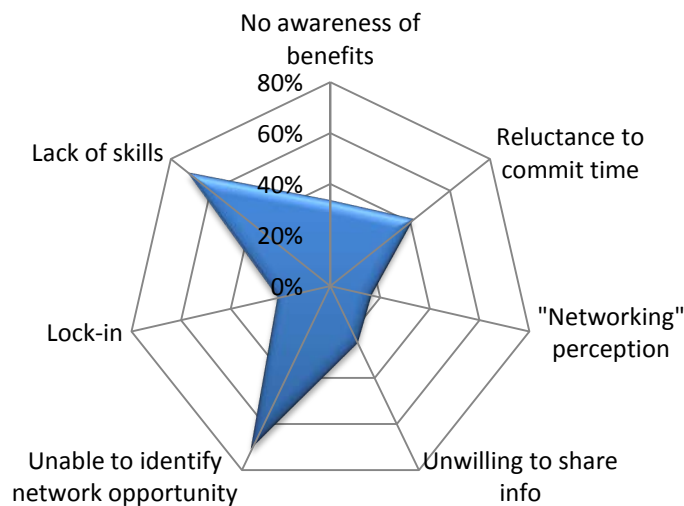 No awareness of
benefits
80%
60%
40%
20%
0%
Reluctance to
commit time
"Networking"
perception
Unwilling to share
info
Unable to identify
network opportunity
Lock-in
Lack of skills